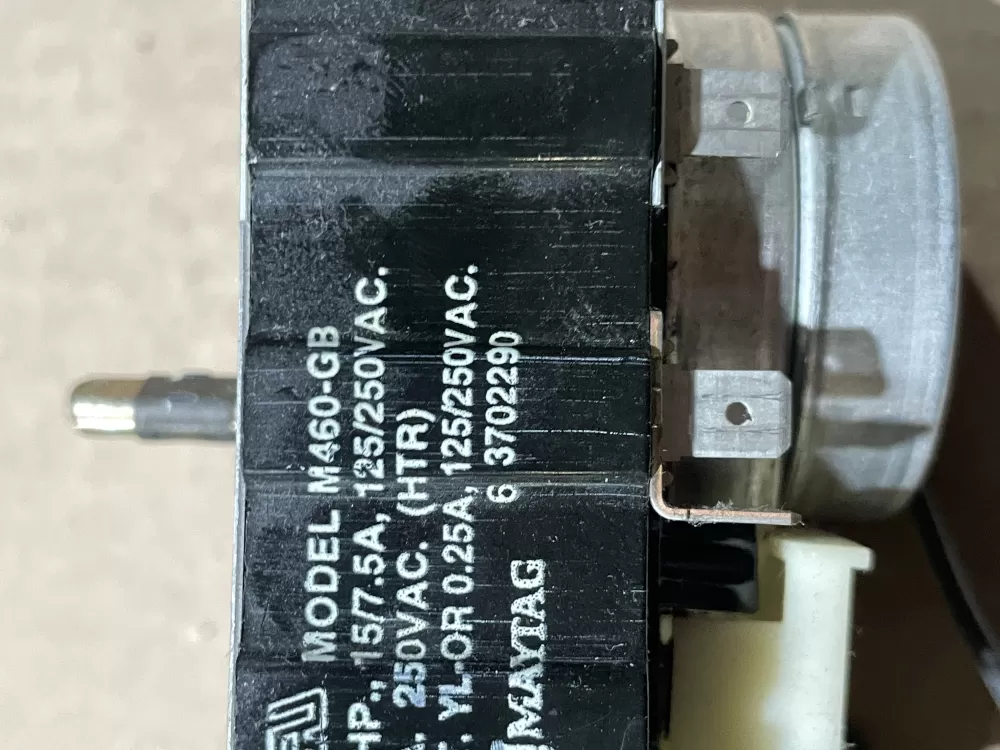 MODEL M460-GB
HP., 15/7.5A, 125/250VAC.
250VAC. (HTR)
YL-OR 0.25A, 125/250VAC.
6 3702290
MAYTAG